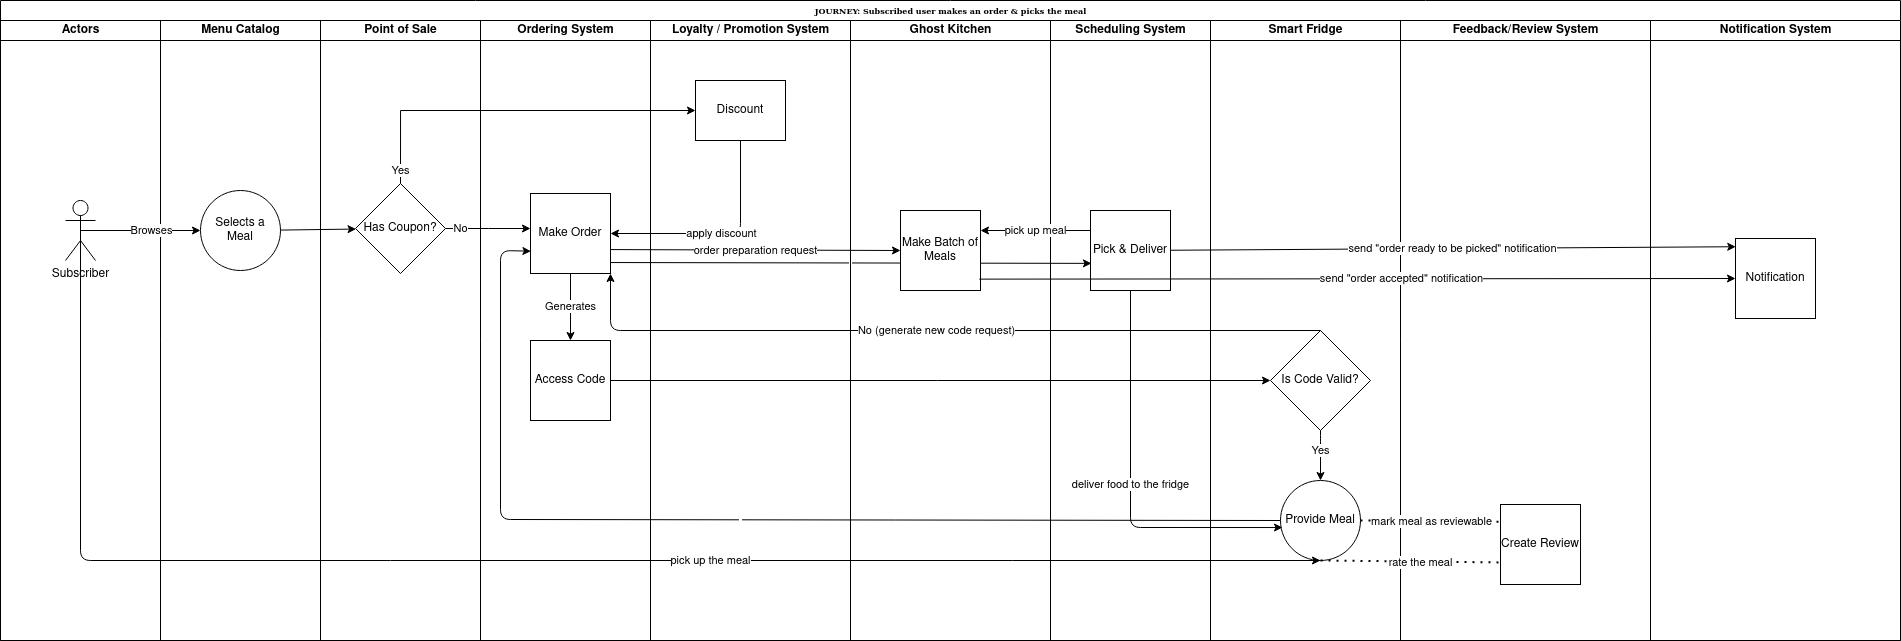 JOURNEY: Subscribed user makes an order & picks the meal
Actors
Menu Catalog
Point of Sale
Ordering System
Loyalty / Promotion System
Ghost Kitchen
Scheduling System
Smart Fridge
Feedback/Review System
Notification System
Discount
Yes
Subscriber
Browses
Selects a
Meal
Has Coupon?
No
Make Order
apply discount
order preparation request
Make Batch of
Meals
pick up meal
Pick & Deliver
send "order ready to be picked" notification
send "order accepted" notification
Notification
Generates
No (generate new code request)
Access Code
Is Code Valid?
Yes
deliver food to the fridge
Provide Meal
mark meal as reviewable
Create Review
pick up the meal
rate the meal